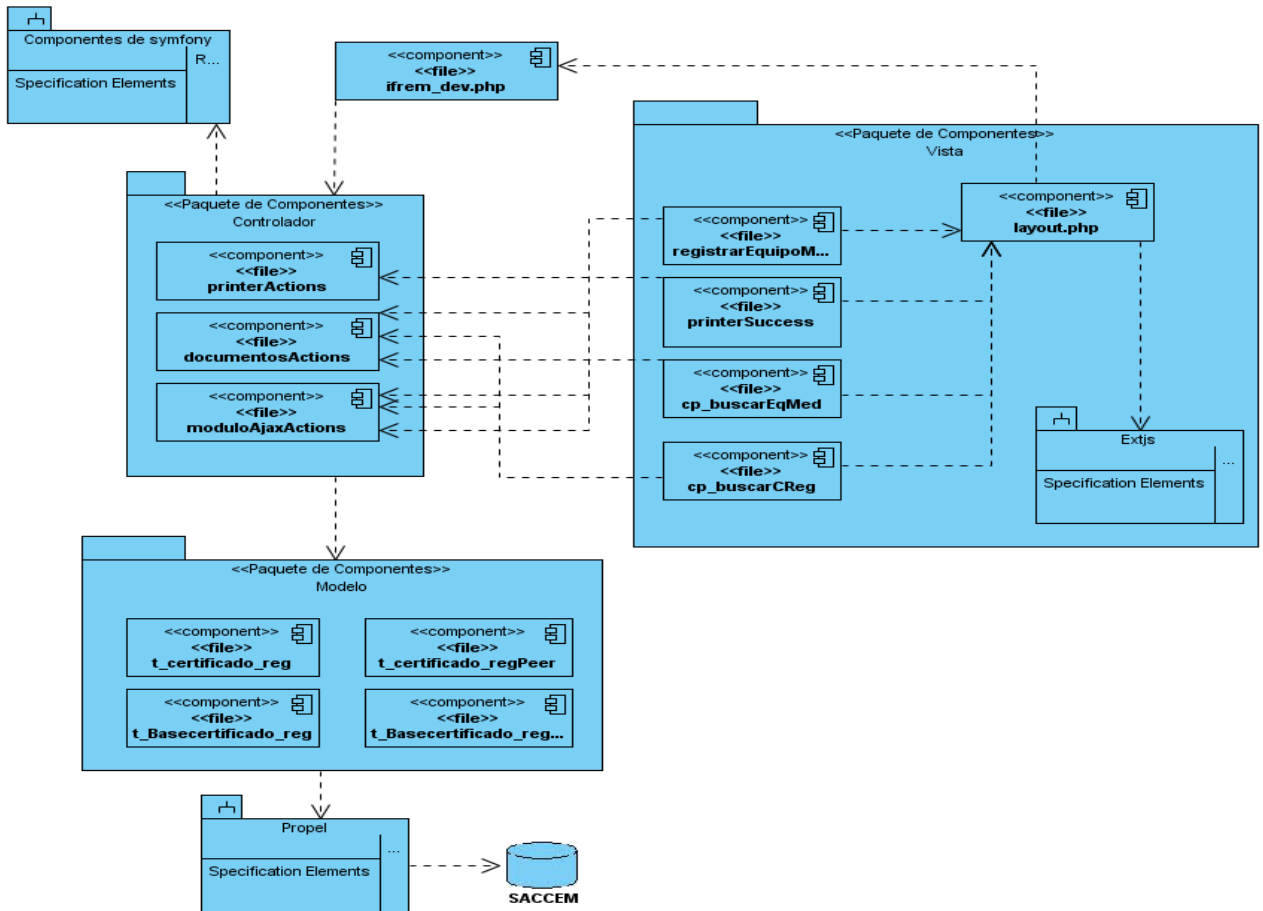 Componentes de symfony
R...
Specification Elements
<<component>>
<<file>>
ifrem_dev.php
<<Paquete de Componentes>>
Vista
<<component>>
<<file>>
layout.php
<<component>>
<<file>>
registrarEquipoM...
<<component>>
<<file>>
printerSuccess
<<component>>
<<file>>
cp_buscarEqMed
<<component>>
<<file>>
cp_buscarCReg
Extjs
...
Specification Elements
<<Paquete de Componentes>>
Controlador
<<component>>
<<file>>
printerActions
<<component>>
<<file>>
documentosActions
<<component>>
<<file>>
moduloAjaxActions
<<Paquete de Componentes>>
Modelo
<<component>>
<<file>>
t_certificado_reg
<<component>>
<<file>>
t_certificado_regPeer
<<component>>
<<file>>
t_Basecertificado_reg
<<component>>
<<file>>
t_Basecertificado_reg...
Propel
...
Specification Elements
SACCEM